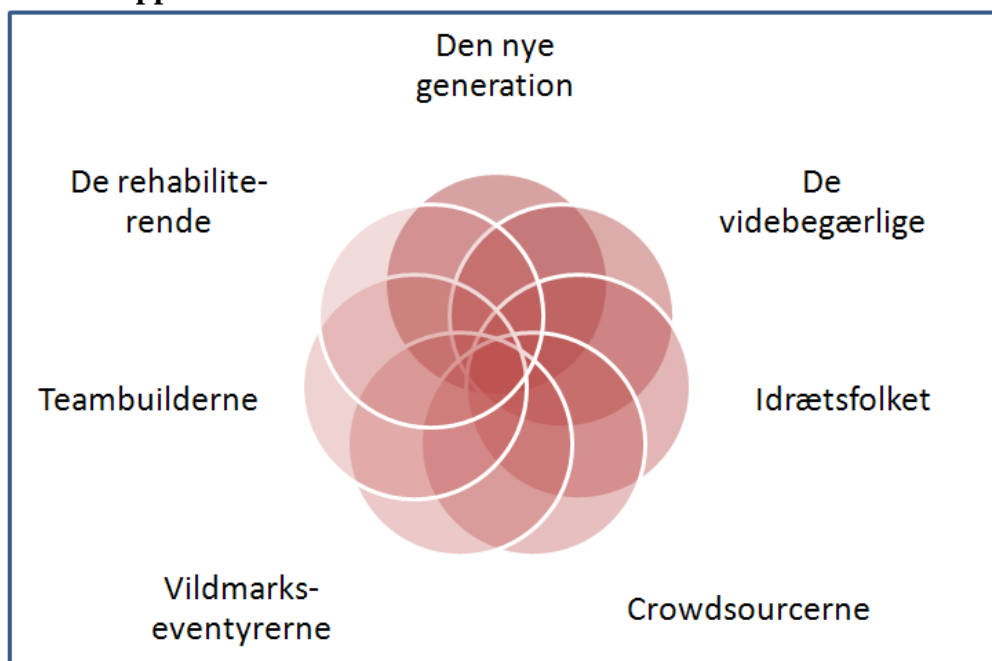 Den nye
generation
De rehabilite-
rende
De
videbegærlige
Teambuilderne
Idrætsfolket
Vildmarks-
eventyrerne
Crowdsourcerne